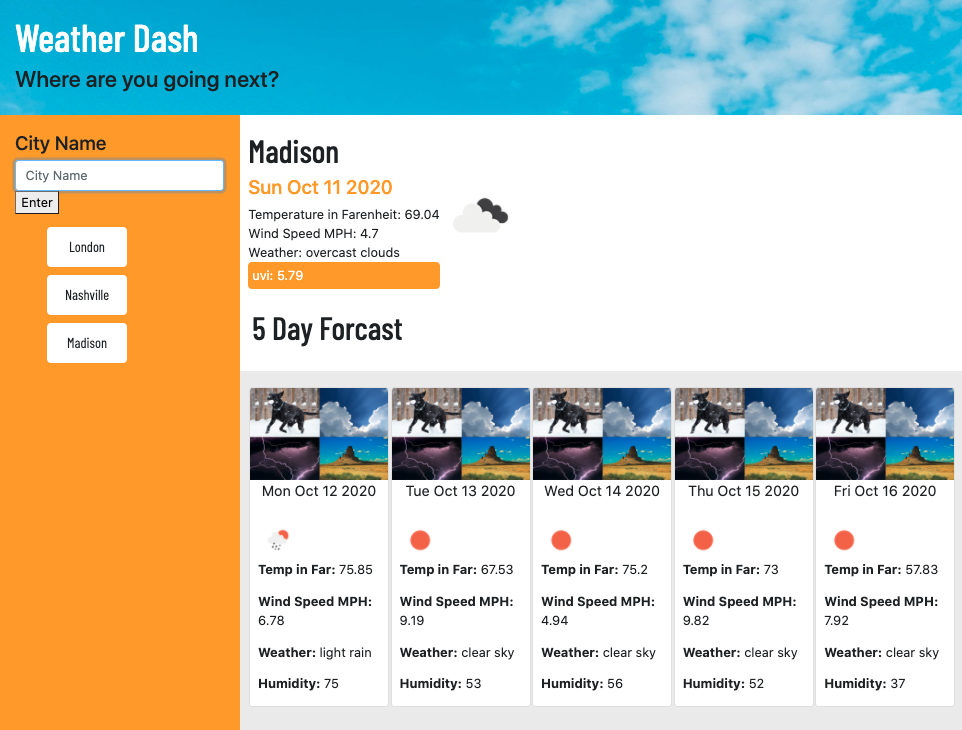 Weather Dash
Where are you going next?
City Name
City Name
Enter
London
Nashville
Madison
Madison
Sun Oct 11 2020
Temperature in Farenheit: 69.04
Wind Speed MPH: 4.7
Weather: overcast clouds
uvi: 5.79
5 Day Forcast
Mon Oct 12 2020
Temp in Far: 75.85
Wind Speed MPH:
6.78
Weather: light rain
Humidity: 75
Tue Oct 13 2020
Temp in Far: 67.53
Wind Speed MPH:
9.19
Weather: clear sky
Humidity: 53
Wed Oct 14 2020
Temp in Far: 75.2
Wind Speed MPH:
4.94
Weather: clear sky
Humidity: 56
Thu Oct 15 2020
Temp in Far: 73
Wind Speed MPH:
9.82
Weather: clear sky
Humidity: 52
Fri Oct 16 2020
Temp in Far: 57.83
Wind Speed MPH:
7.92
Weather: clear sky
Humidity: 37